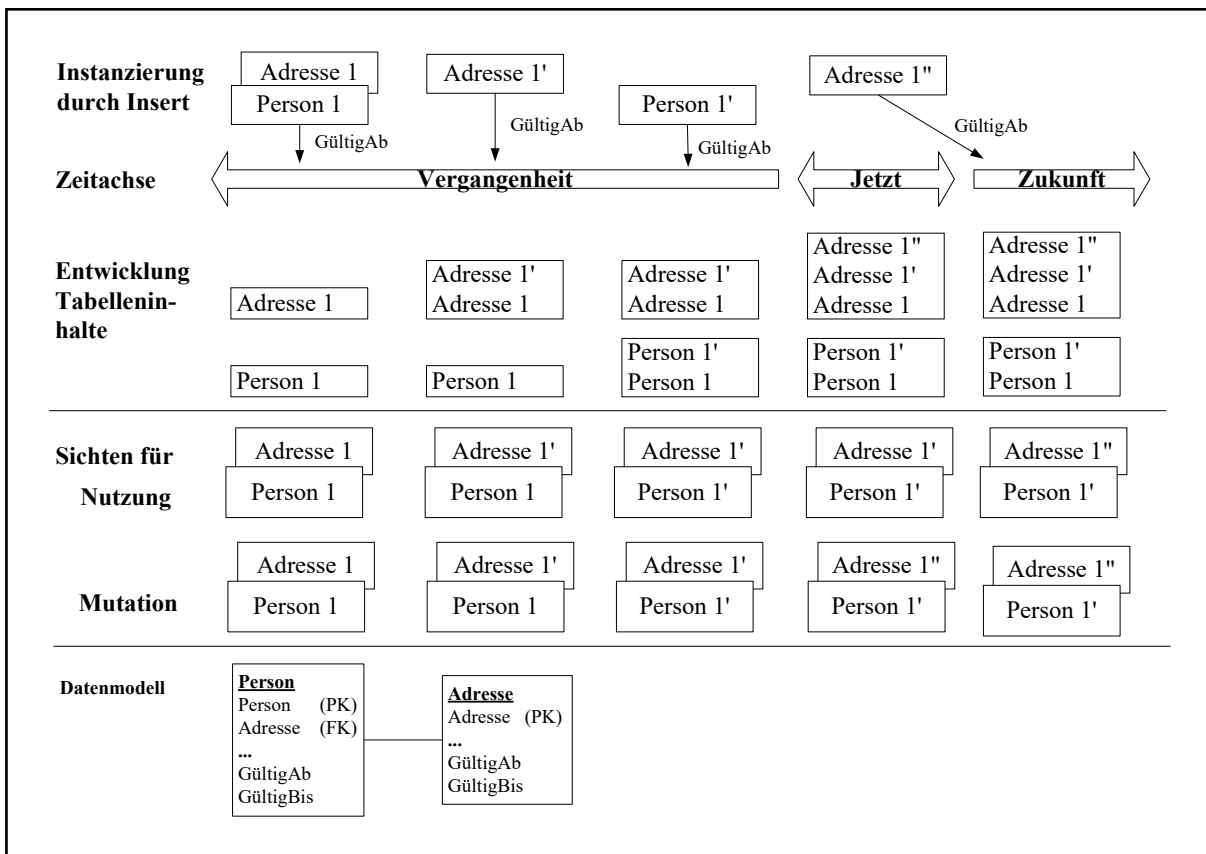 Instanzierung
durch Insert
Adresse 1
Person 1
GültigAb
Adresse 1'
GültigAb
Person 1'
GültigAb
Adresse 1"
GültigAb
Zeitachse
Vergangenheit
Jetzt
Zukunft
Entwicklung
Tabellenin-
halte
Adresse 1
Adresse 1'
Adresse 1
Adresse 1'
Adresse 1
Adresse 1"
Adresse 1'
Adresse 1
Adresse 1"
Adresse 1'
Adresse 1
Person 1
Person 1
Person 1'
Person 1
Person 1'
Person 1
Person 1'
Person 1
Sichten für
Nutzung
Adresse 1
Person 1
Adresse 1'
Person 1
Adresse 1'
Person 1'
Adresse 1'
Person 1'
Adresse 1"
Person 1'
Mutation
Adresse 1
Person 1
Adresse 1'
Person 1
Adresse 1'
Person 1'
Adresse 1"
Person 1'
Adresse 1"
Person 1'
Datenmodell
Person
Person (PK)
Adresse (FK)
...
GültigAb
GültigBis
Adresse
Adresse (PK)
...
GültigAb
GültigBis